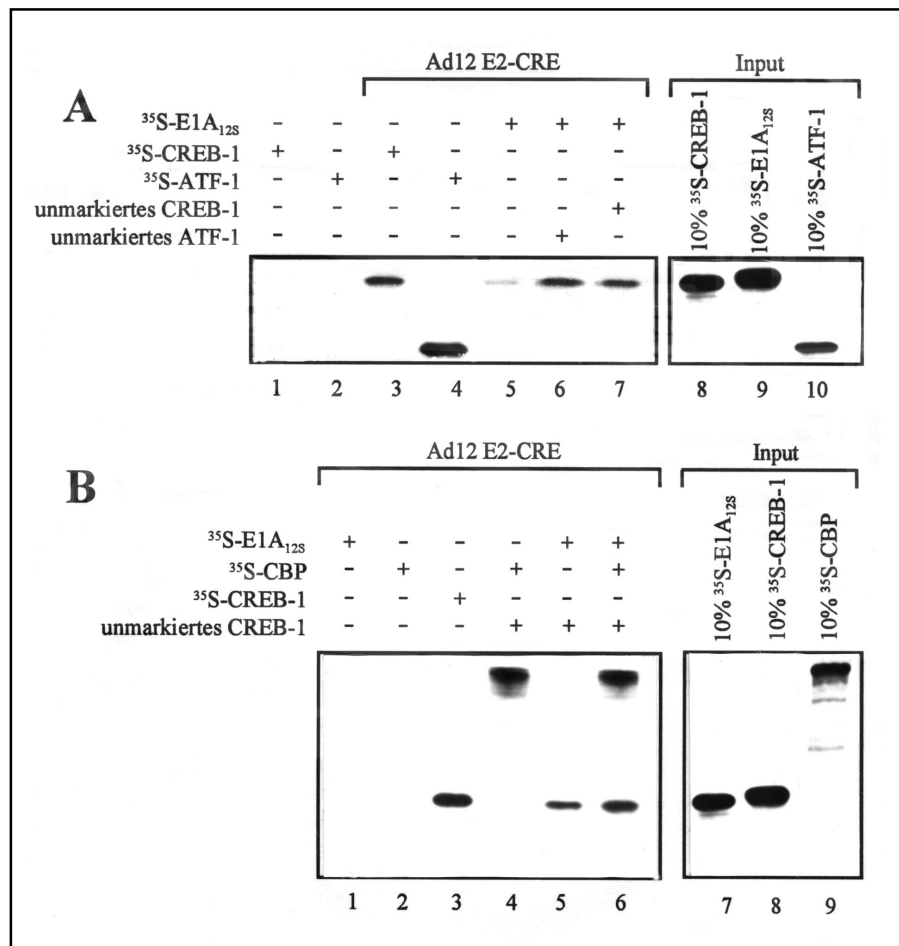 Ad12 E2-CRE Input
A
³⁵S-E1A₁₂S – – – – + + +
³⁵S-CREB-1 + – + – – – –
³⁵S-ATF-1 – + – + – – –
unmarkiertes CREB-1 – – – – – – +
unmarkiertes ATF-1 – – – – – + –
10% ³⁵S-CREB-1
10% ³⁵S-E1A₁₂S
10% ³⁵S-ATF-1
1 2 3 4 5 6 7 8 9 10
Ad12 E2-CRE Input
B
³⁵S-E1A₁₂S + – – – + +
³⁵S-CBP – + – + – +
³⁵S-CREB-1 – – + – – –
unmarkiertes CREB-1 – – – + + +
10% ³⁵S-E1A₁₂S
10% ³⁵S-CREB-1
10% ³⁵S-CBP
1 2 3 4 5 6 7 8 9